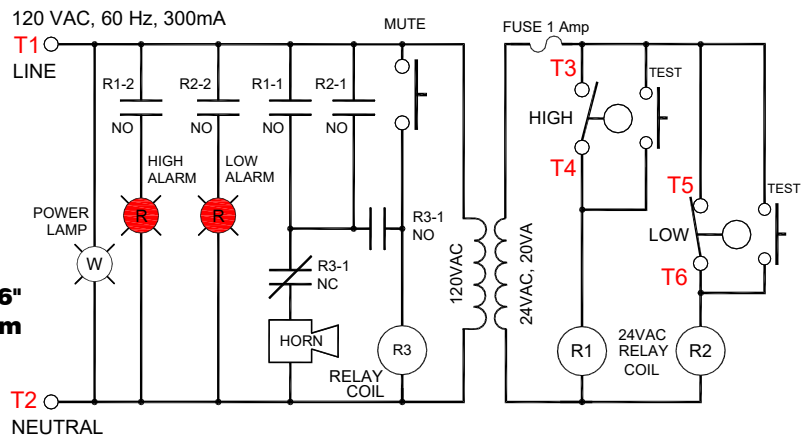 120 VAC, 60 Hz, 300mA
T1
LINE
MUTE
FUSE 1 Amp
R1-2
R2-2
R1-1
R2-1
NO
NO
NO
NO
T3
TEST
HIGH
T4
HIGH
ALARM
LOW
ALARM
R
R
POWER
LAMP
W
R3-1
NO
R3-1
NC
HORN
R3
RELAY
COIL
120VAC
24VAC, 20VA
T5
TEST
LOW
T6
R1
24VAC
RELAY
COIL
R2
6"
m
T2
NEUTRAL